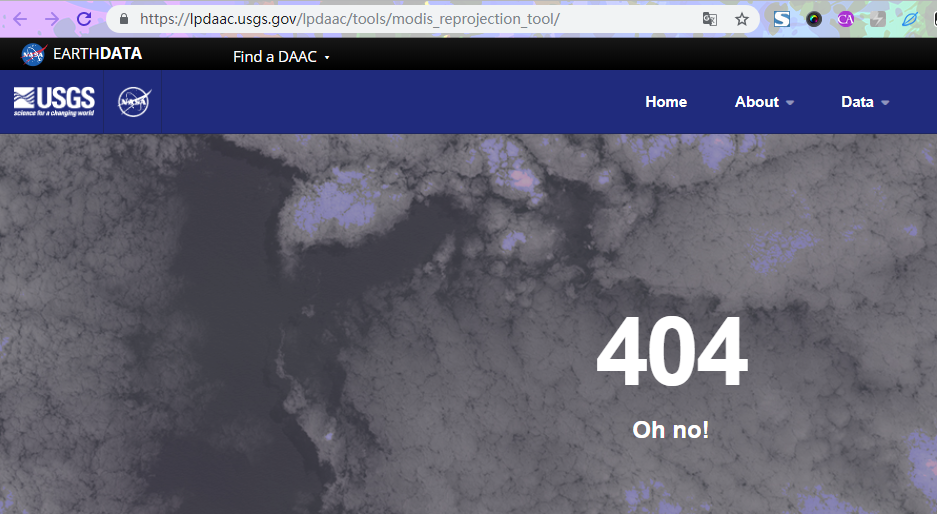 https://lpdaac.usgs.gov/lpdaac/tools/modis_reprojection_tool/
S CA
NASA EARTHDATA Find a DAAC
USGS
science for a changing world
NASA
Home About Data
404
Oh no!